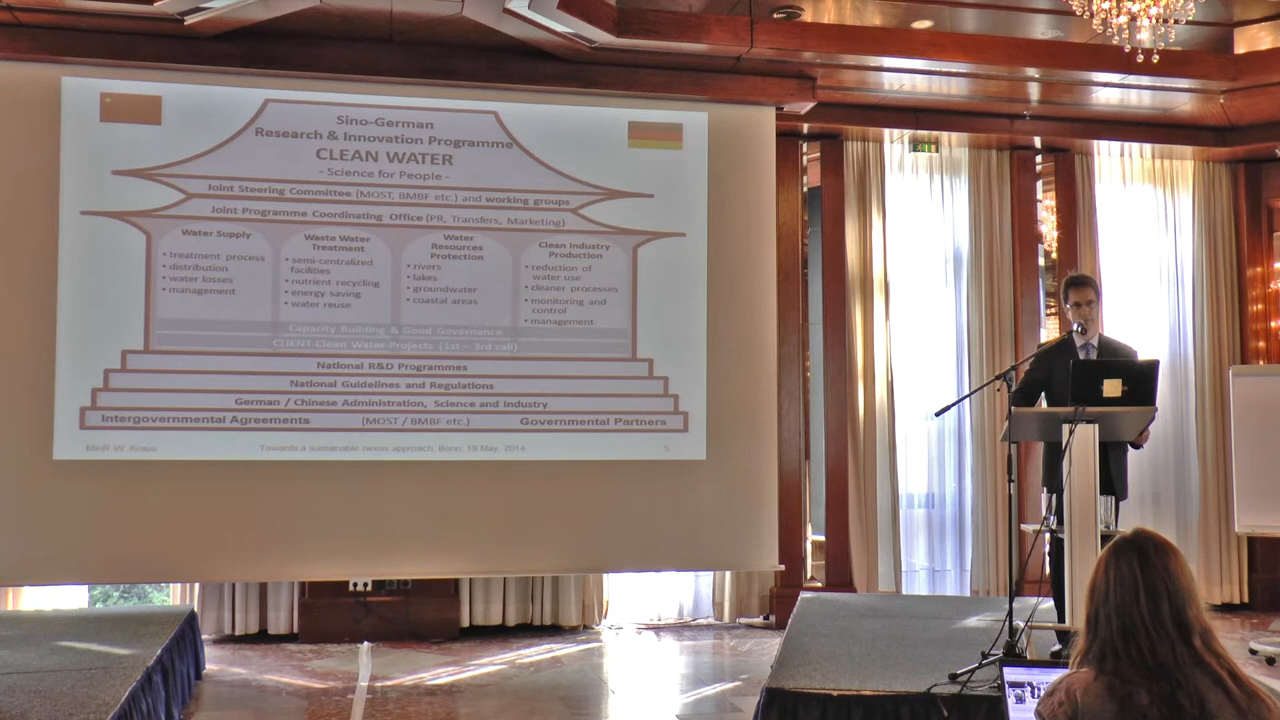 Sino-German
Research & Innovation Programme
CLEAN WATER
- Science for People -
Joint Steering Committee (MOST, BMBF etc.) and working groups
Joint Programme Coordinating Office (PR, Transfers, Marketing)
Water Supply
• treatment process
• distribution
• water losses
• management
Waste Water
Treatment
• semi-centralized
facilities
• nutrient recycling
• energy saving
• water reuse
Water
Resources
Protection
• rivers
• lakes
• groundwater
• coastal areas
Clean Industry
Production
• reduction of
water use
• cleaner processes
• monitoring and
control
• management
Capacity Building & Good Governance
CLIENT Clean Water Projects (1st – 3rd call)
National R&D Programmes
National Guidelines and Regulations
German / Chinese Administration, Science and Industry
Intergovernmental Agreements (MOST / BMBF etc.) Governmental Partners
MinR W. Kraus Towards a sustainable nexus approach, Bonn, 19 May, 2014 5